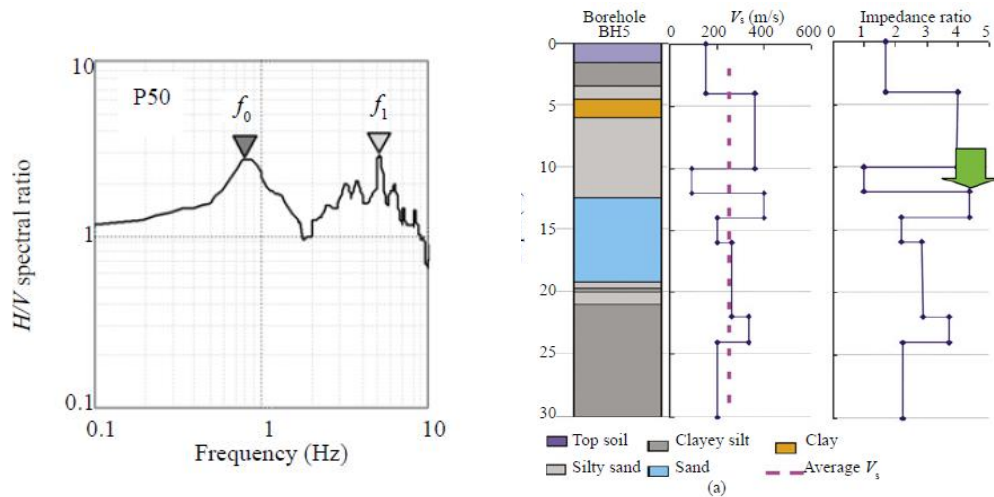 10
P50
f0
f1
1
0.1
0.1
1
10
H/V spectral ratio
Frequency (Hz)
Borehole
BH5
Vs (m/s)
0 200 400 600
Impedance ratio
0 1 2 3 4 5
0
5
10
15
20
25
30
Top soil
Clayey silt
Clay
Silty sand
Sand
Average Vs
(a)